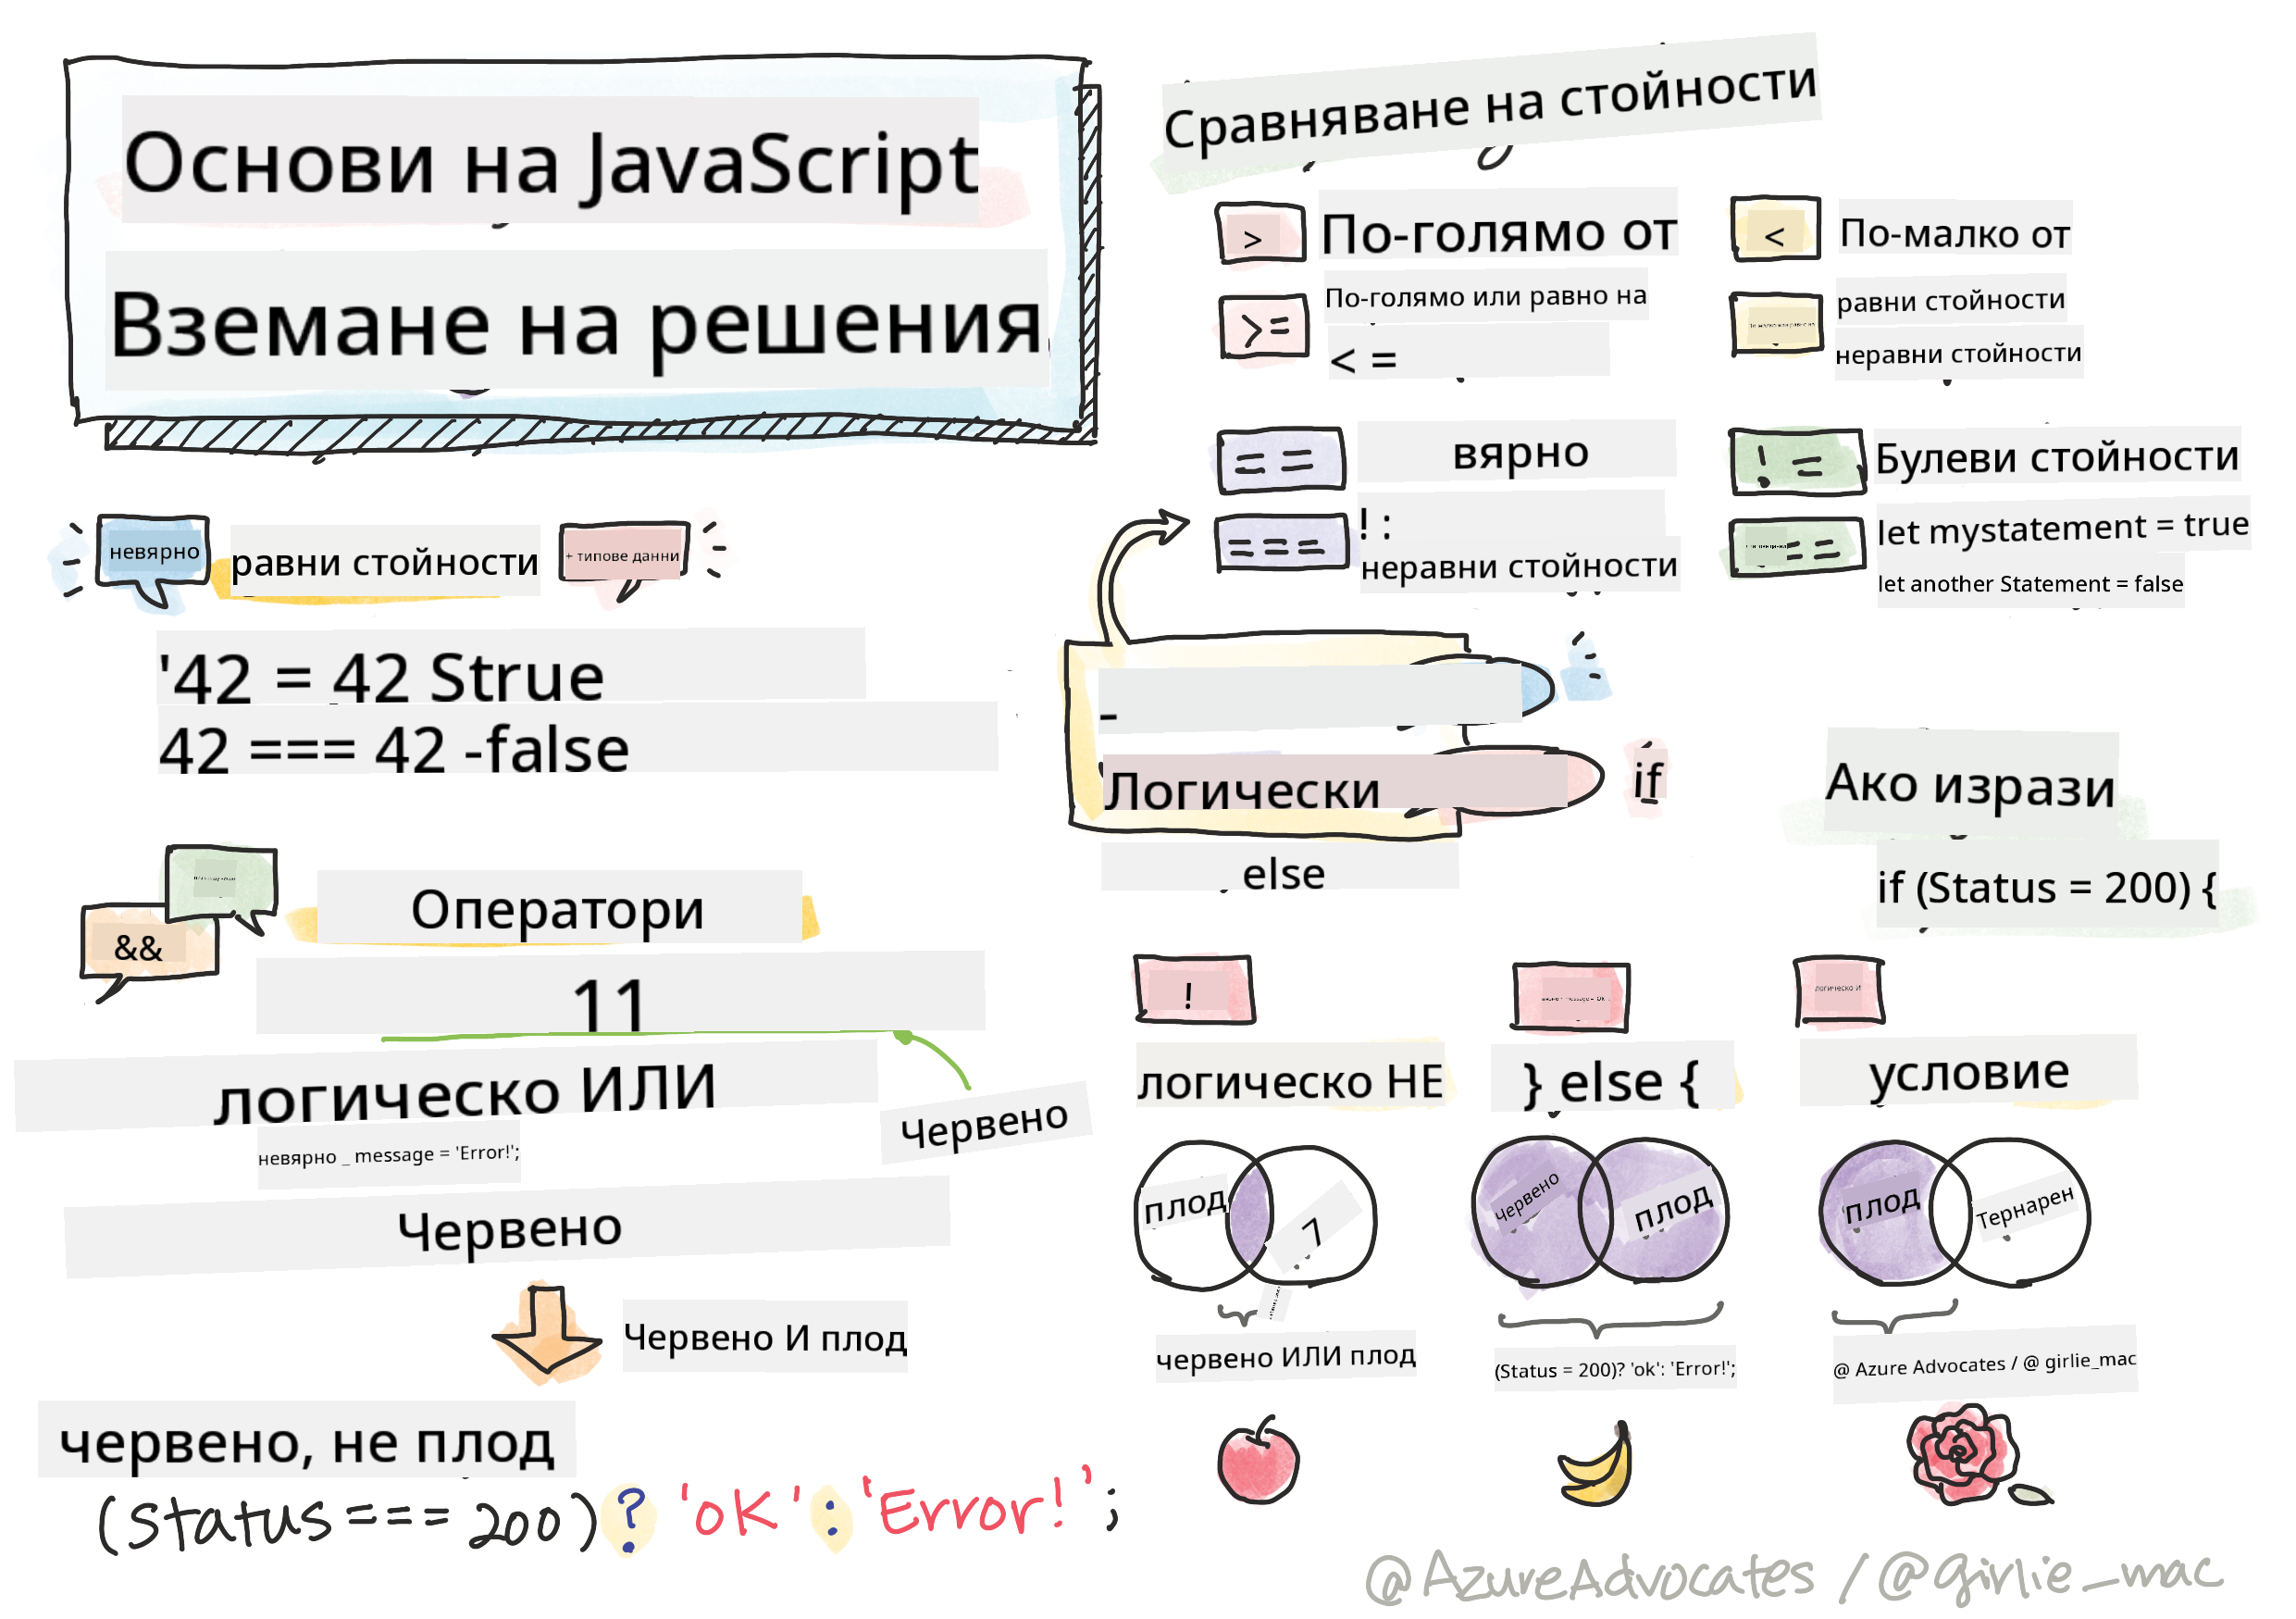 Основи на JavaScript
Вземане на решения
Сравняване на стойности
>
По-голямо от
<
По-малко от
>=
По-голямо или равно на
< =
равни стойности
неравни стойности
==
вярно
! =
Булеви стойности
===
! :
неравни стойности
==
let mystatement = true
let another Statement = false
невярно
равни стойности
+ типове данни
'42 = 42 Strue
42 === 42 -false
-
Логически
if
else
Ако изрази
if (Status = 200) {
&&
Оператори
11
логическо ИЛИ
Червено
невярно _ message = 'Error!';
Червено
Червено И плод
червено, не плод
(status === 200) ? 'oK' : 'Error!';
!
логическо НЕ
} else {
логическо И
условие
плод
7
червено
плод
плод
Тернарен
червено ИЛИ плод
(Status = 200)? 'ok': 'Error!';
@ Azure Advocates / @ girlie_mac
@AzureAdvocates / @girlie_mac